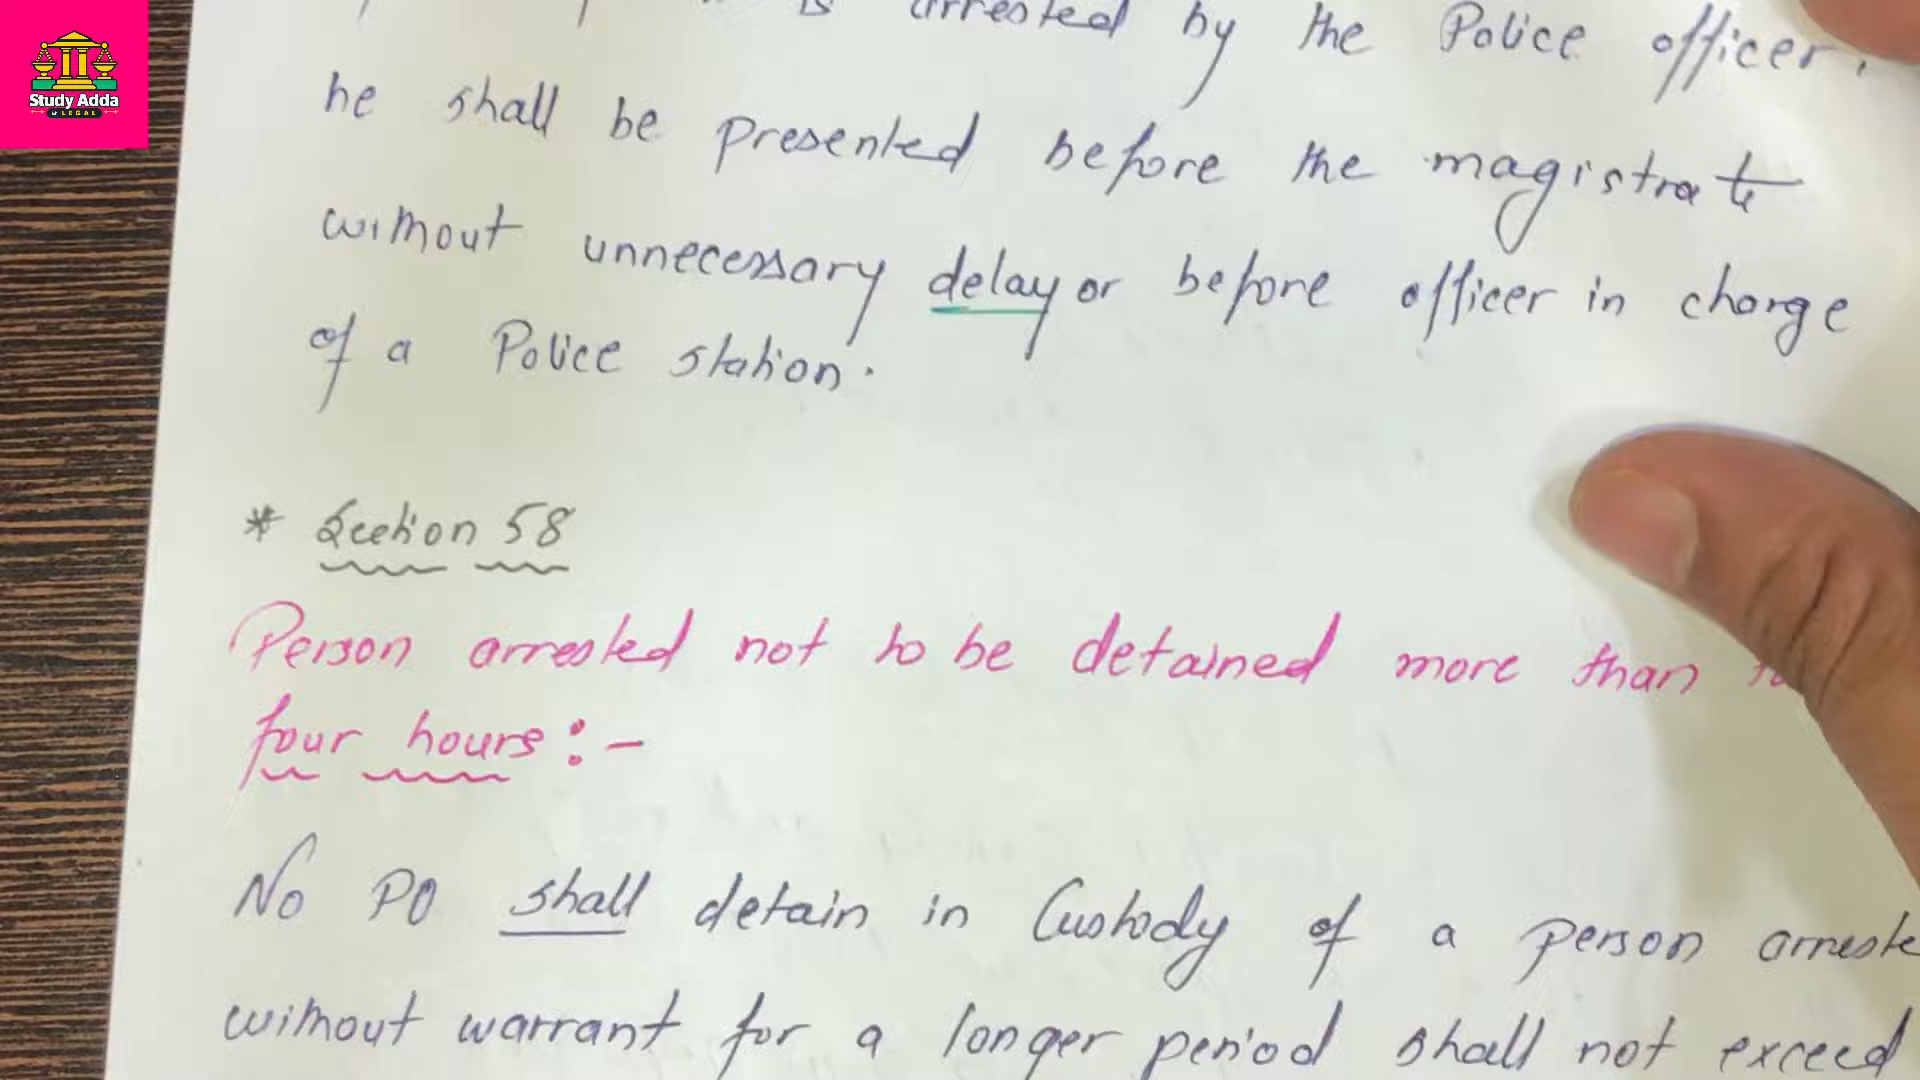 Study Adda
LEGAL
is arrested by the Police officer,
he shall be presented before the magistrate
without unnecessary delay or before officer in charge
of a Police station.
* Section 58
Person arrested not to be detained more than
four hours :-
No PO shall detain in Custody of a person arreste
without warrant for a longer period shall not exceed